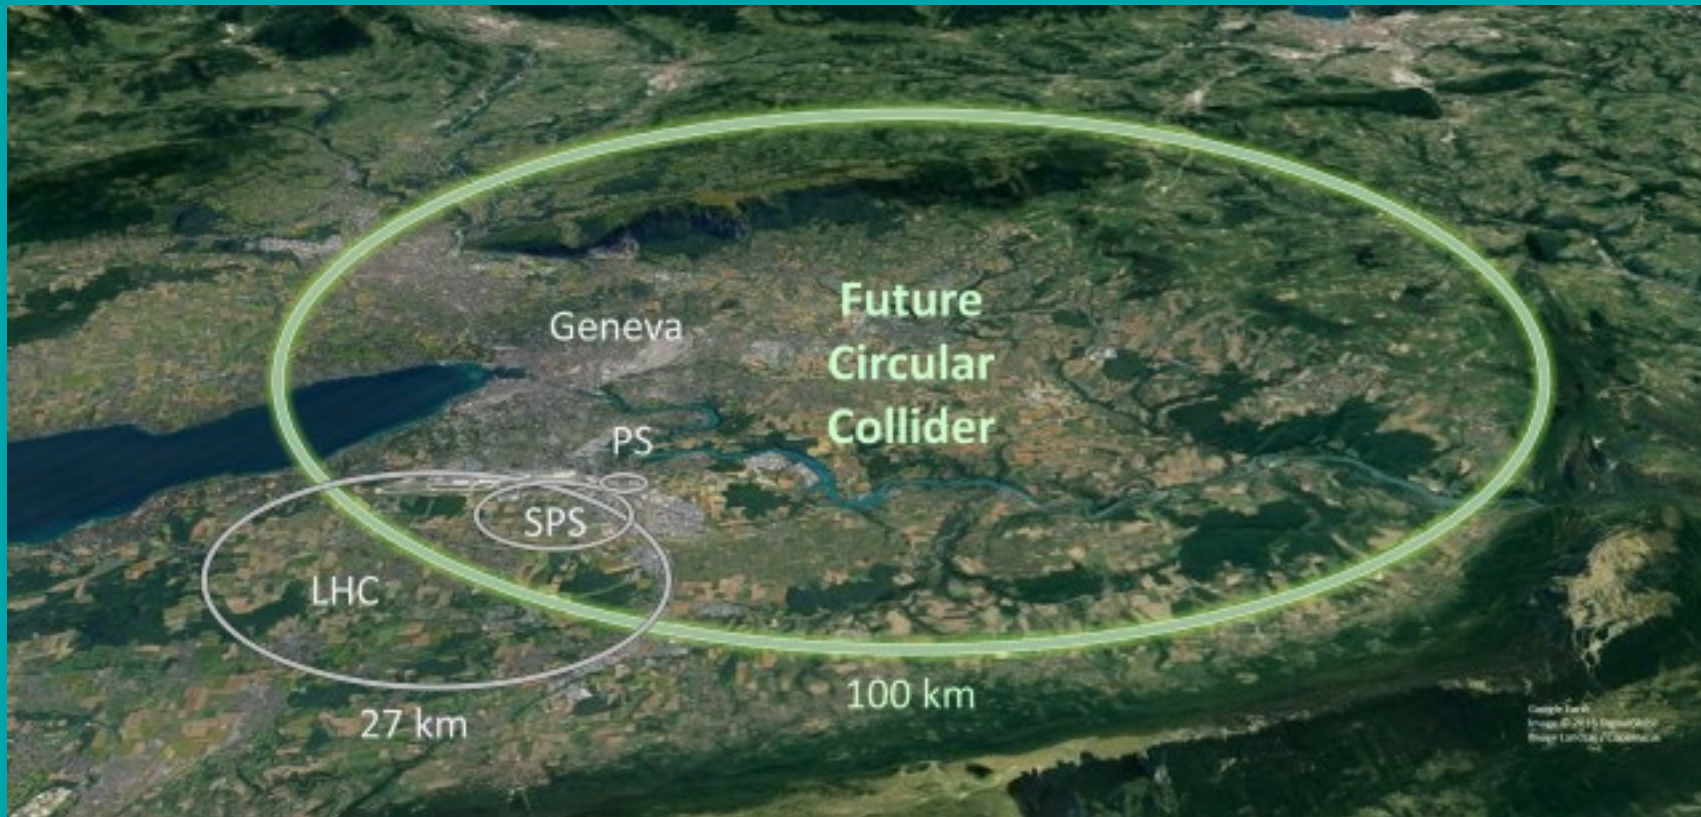 Future
Circular
Collider
Geneva
PS
SPS
LHC
100 km
27 km
Google Earth